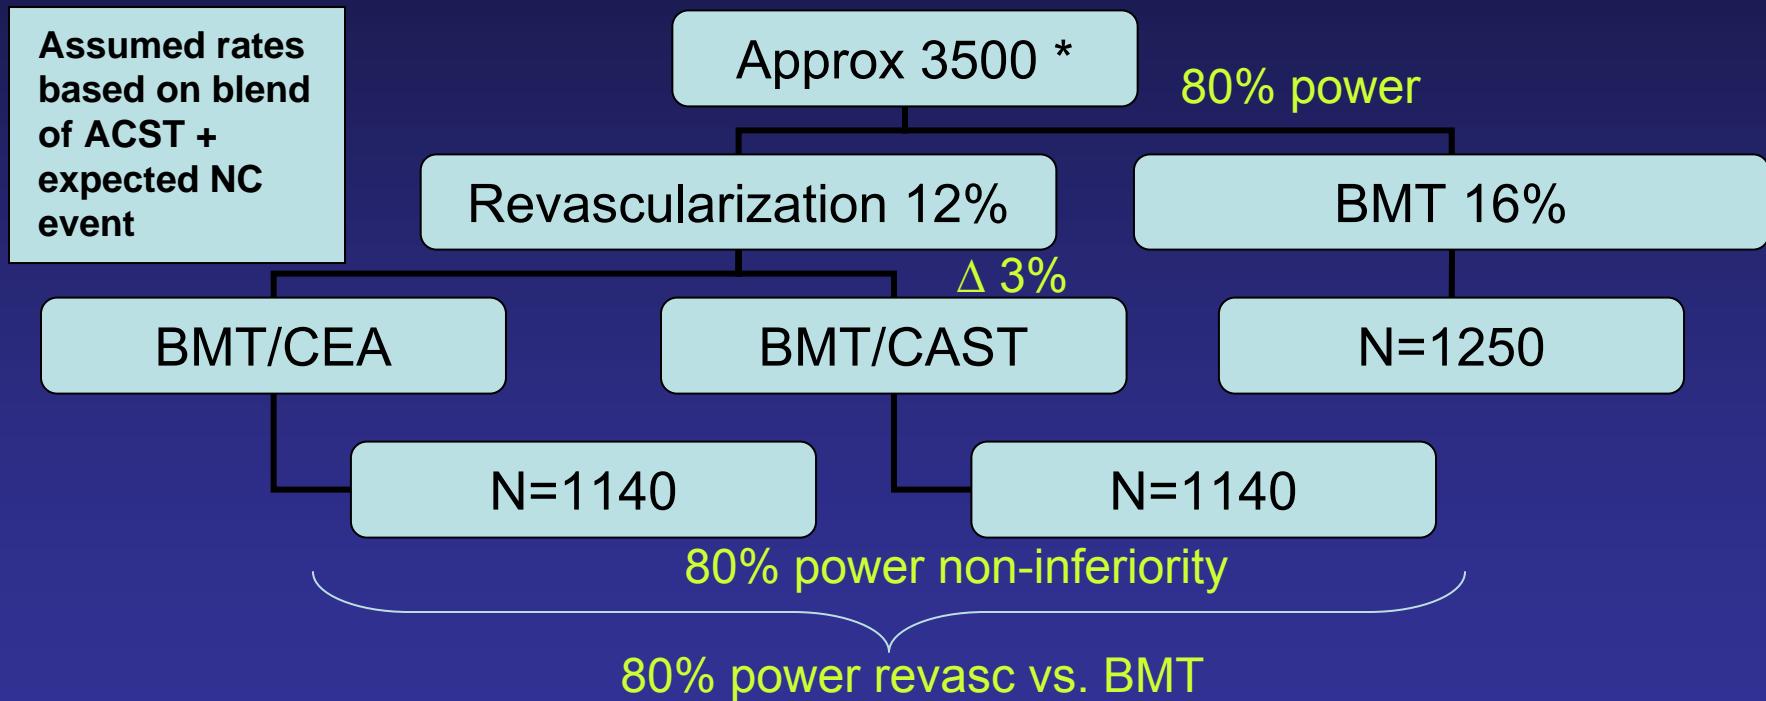 Assumed rates
based on blend
of ACST +
expected NC
event
Approx 3500 *
80% power
Revascularization 12%
BMT 16%
Δ 3%
BMT/CEA
BMT/CAST
N=1250
N=1140
N=1140
80% power non-inferiority
80% power revasc vs. BMT